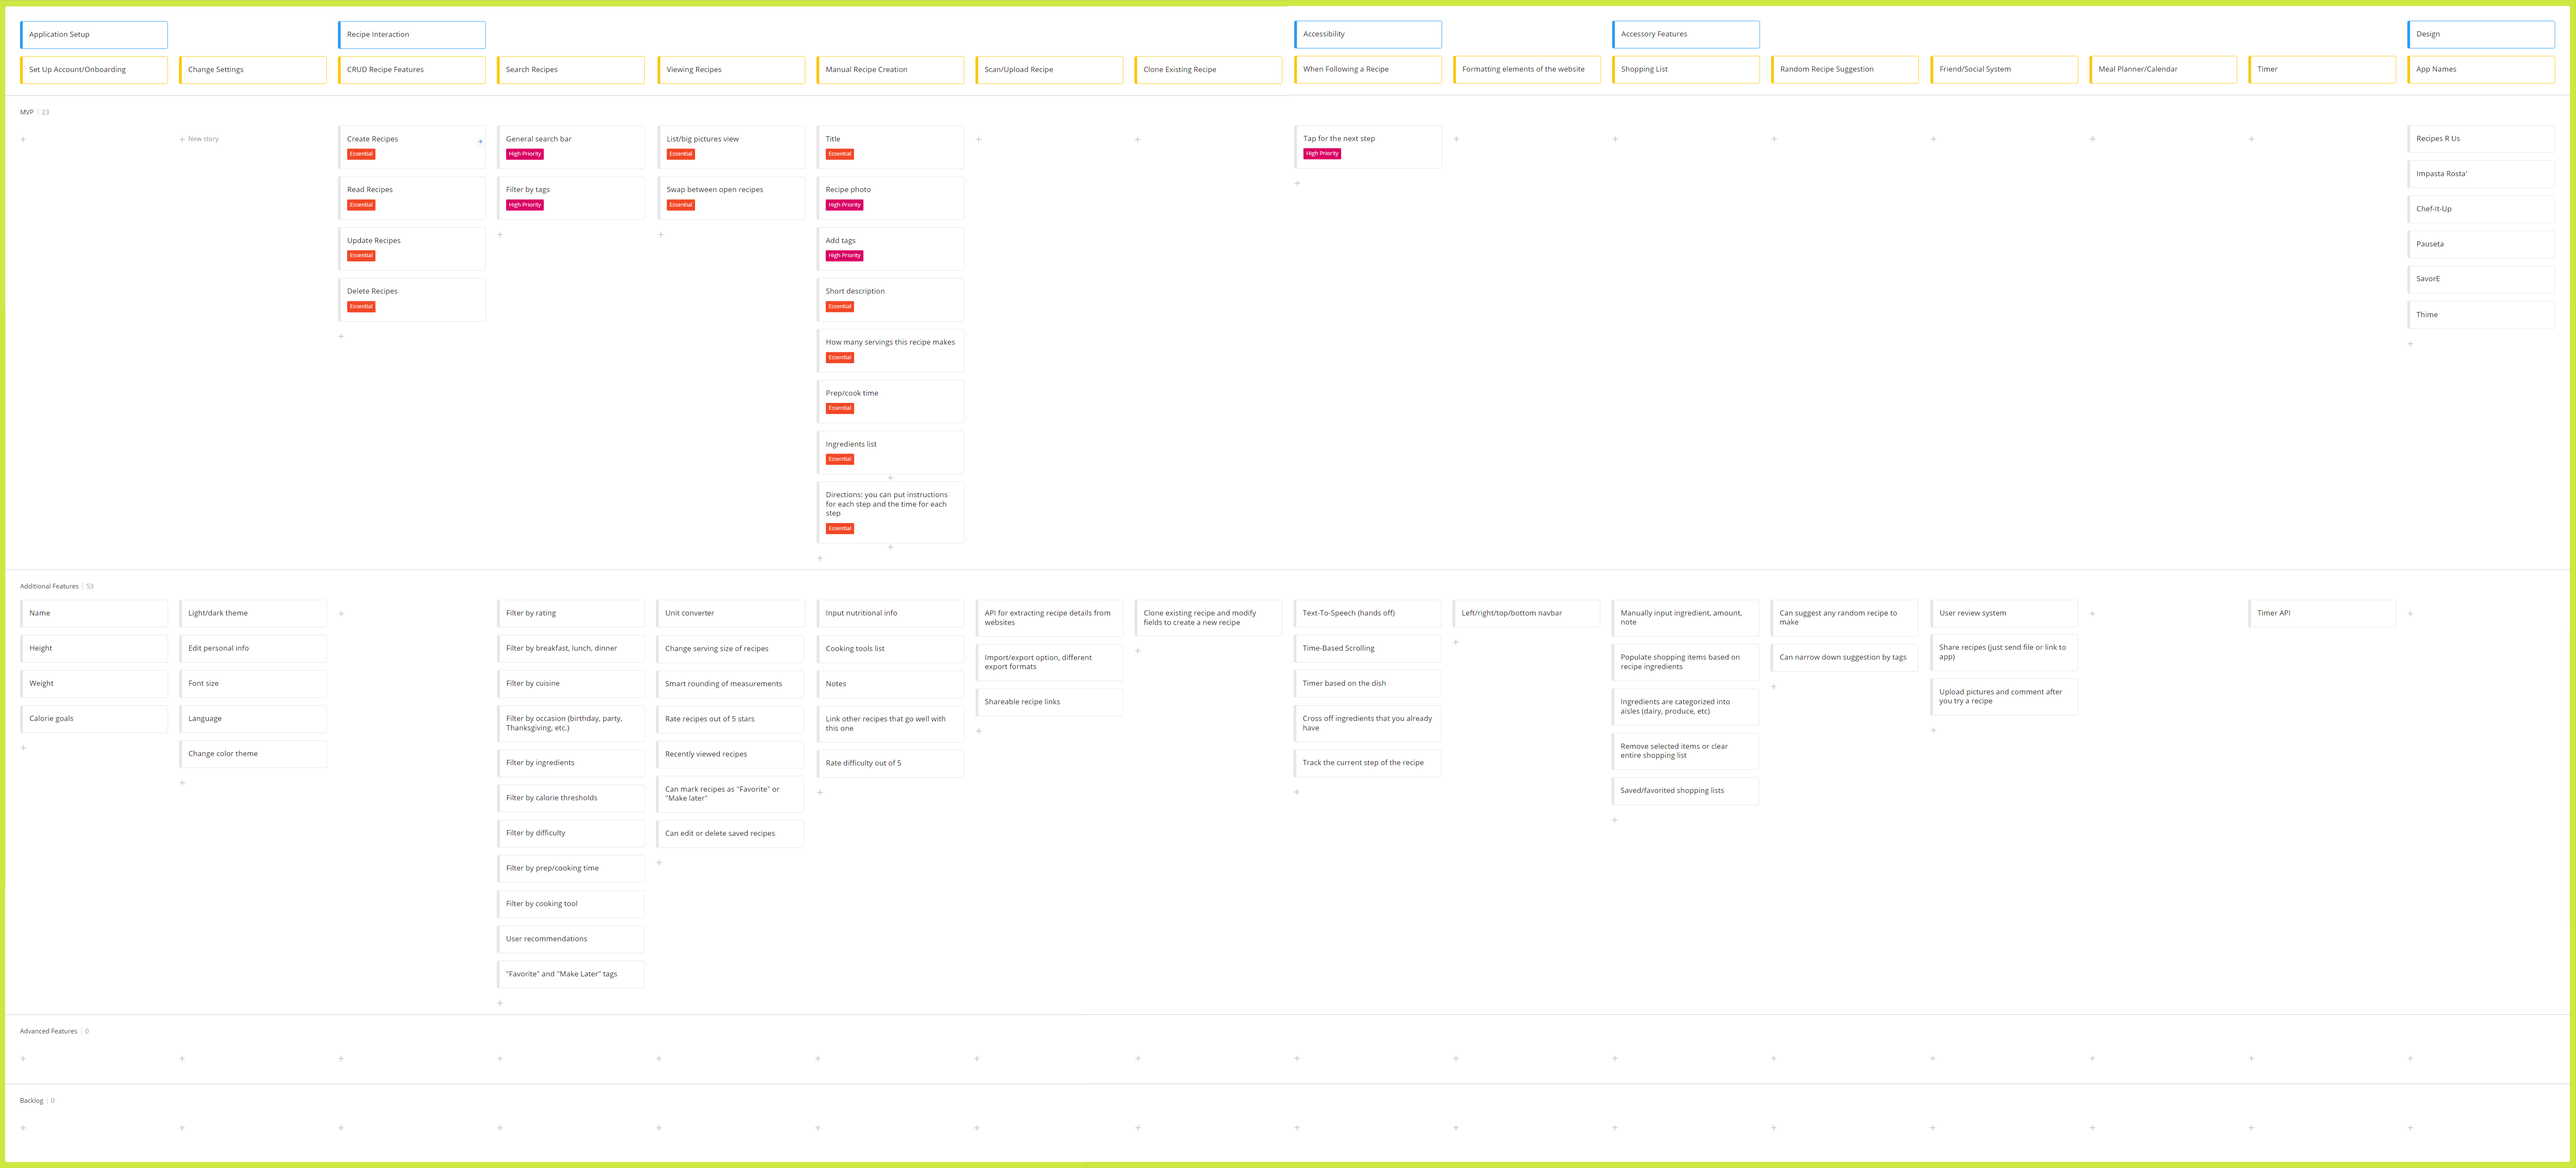 Application Setup
Recipe Interaction
Accessibility
Accessory Features
Design
Set Up Account/Onboarding
Change Settings
CRUD Recipe Features
Search Recipes
Viewing Recipes
Manual Recipe Creation
Scan/Upload Recipe
Clone Existing Recipe
When Following a Recipe
Formatting elements of the website
Shopping List
Random Recipe Suggestion
Friend/Social System
Meal Planner/Calendar
Timer
App Names
MVP | 23
+ New story
Create Recipes
Essential
Read Recipes
Essential
Update Recipes
Essential
Delete Recipes
Essential
General search bar
High Priority
Filter by tags
High Priority
List/big pictures view
Essential
Swap between open recipes
Essential
Title
Essential
Recipe photo
High Priority
Add tags
High Priority
Short description
Essential
How many servings this recipe makes
Essential
Prep/cook time
Essential
Ingredients list
Essential
Directions: you can put instructions
for each step and the time for each
step
Essential
Tap for the next step
High Priority
Recipes R Us
Impasta Rosta'
Chef-It-Up
Pauseta
SavorE
Thime
Additional Features | 53
Name
Height
Weight
Calorie goals
Light/dark theme
Edit personal info
Font size
Language
Change color theme
Filter by rating
Filter by breakfast, lunch, dinner
Filter by cuisine
Filter by occasion (birthday, party,
Thanksgiving, etc.)
Filter by ingredients
Filter by calorie thresholds
Filter by difficulty
Filter by prep/cooking time
Filter by cooking tool
User recommendations
"Favorite" and "Make Later" tags
Unit converter
Change serving size of recipes
Smart rounding of measurements
Rate recipes out of 5 stars
Recently viewed recipes
Can mark recipes as "Favorite" or
"Make later"
Can edit or delete saved recipes
Input nutritional info
Cooking tools list
Notes
Link other recipes that go well with
this one
Rate difficulty out of 5
API for extracting recipe details from
websites
Import/export option, different
export formats
Shareable recipe links
Clone existing recipe and modify
fields to create a new recipe
Text-To-Speech (hands off)
Time-Based Scrolling
Timer based on the dish
Cross off ingredients that you already
have
Track the current step of the recipe
Left/right/top/bottom navbar
Manually input ingredient, amount,
note
Populate shopping items based on
recipe ingredients
Ingredients are categorized into
aisles (dairy, produce, etc)
Remove selected items or clear
entire shopping list
Saved/favorited shopping lists
Can suggest any random recipe to
make
Can narrow down suggestion by tags
User review system
Share recipes (just send file or link to
app)
Upload pictures and comment after
you try a recipe
Timer API
Advanced Features | 0
Backlog | 0